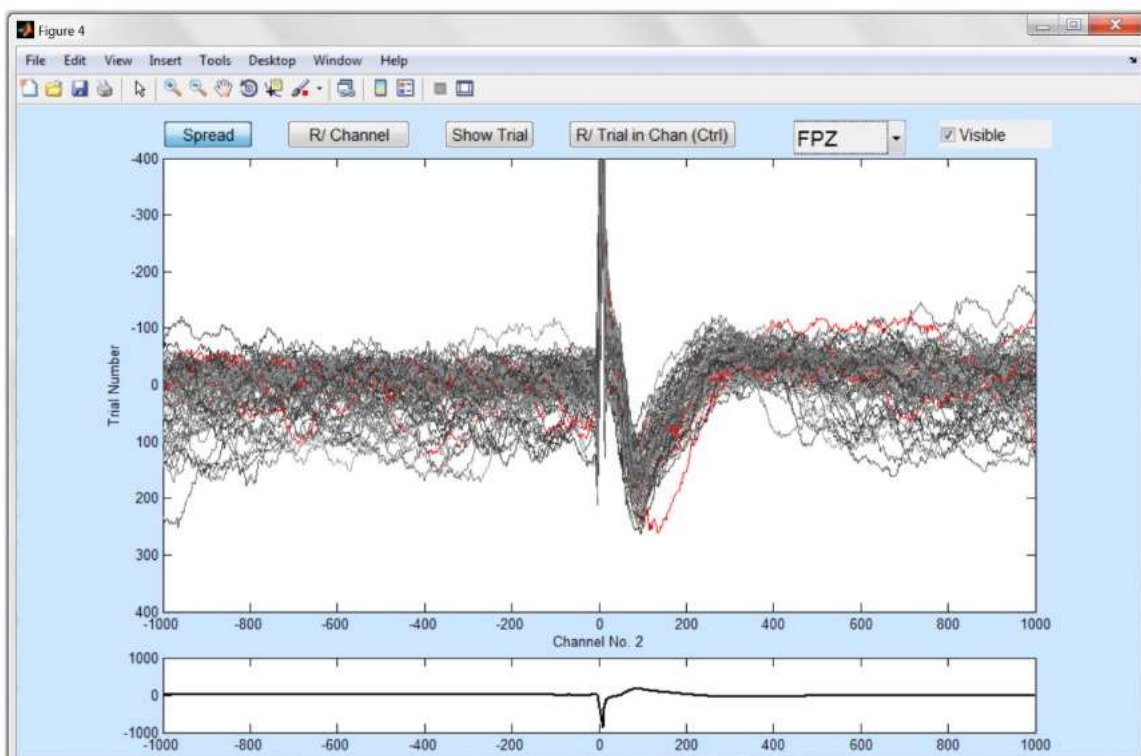 Figure 4
File Edit View Insert Tools Desktop Window Help
Spread R/ Channel Show Trial R/ Trial in Chan (Ctrl) FPZ Visible
-400
-300
-200
-100
0
100
200
300
400
Trial Number
-1000 -800 -600 -400 -200 0 200 400 600 800 1000
Channel No. 2
1000
0
-1000
-1000 -800 -600 -400 -200 0 200 400 600 800 1000